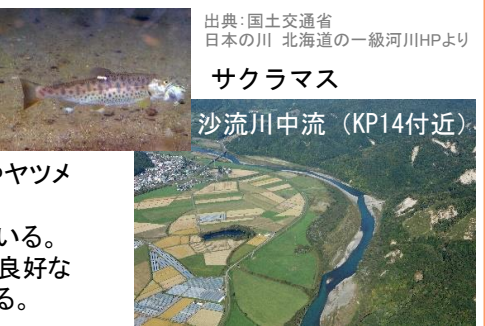 出典：国土交通省
日本の川 北海道の一級河川HPより
サクラマス
沙流川中流（KP14付近）
ヤツメ
いる。
良好な
る。